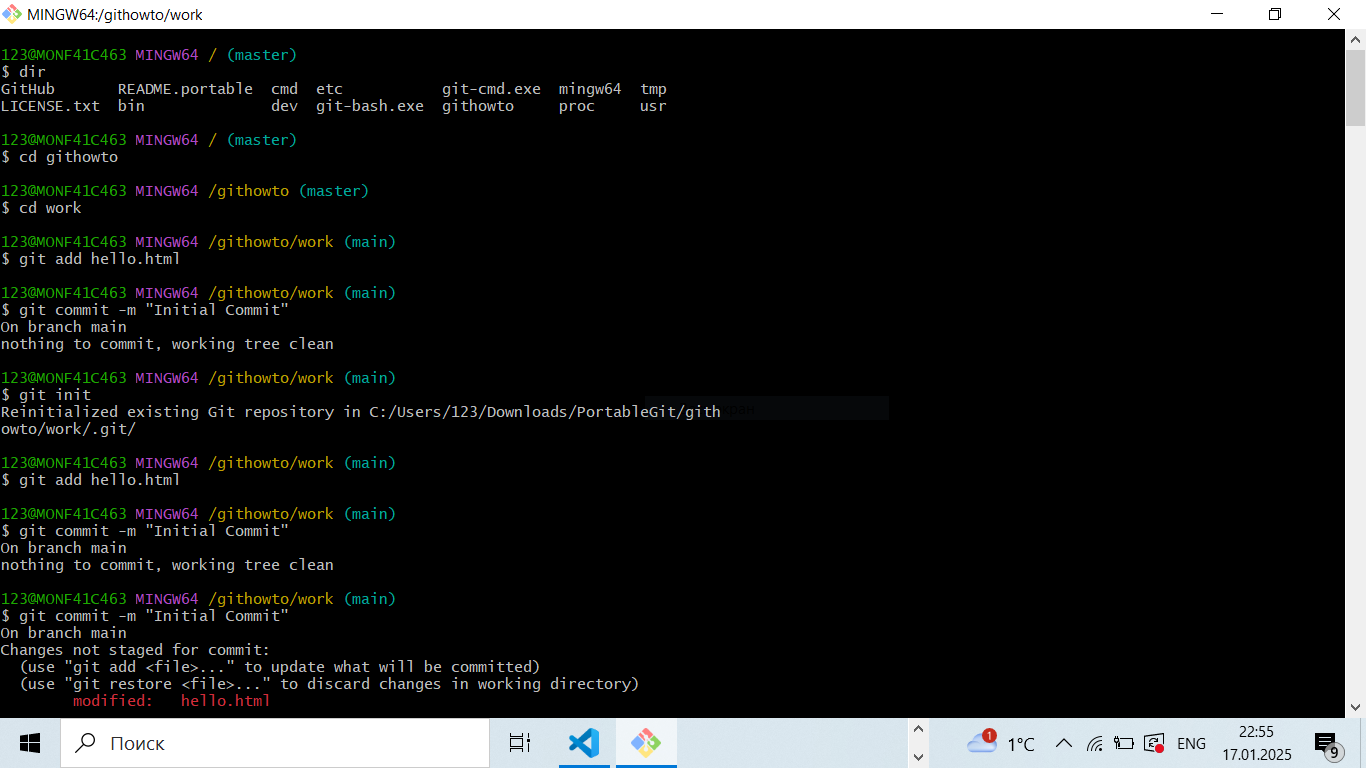 MINGW64:/githowto/work
123@MONF41C463 MINGW64 / (master)
$ dir
GitHub       README.portable  cmd  etc           git-cmd.exe  mingw64  tmp
LICENSE.txt  bin              dev  git-bash.exe  githowto     proc     usr
123@MONF41C463 MINGW64 / (master)
$ cd githowto
123@MONF41C463 MINGW64 /githowto (master)
$ cd work
123@MONF41C463 MINGW64 /githowto/work (main)
$ git add hello.html
123@MONF41C463 MINGW64 /githowto/work (main)
$ git commit -m "Initial Commit"
On branch main
nothing to commit, working tree clean
123@MONF41C463 MINGW64 /githowto/work (main)
$ git init
Reinitialized existing Git repository in C:/Users/123/Downloads/PortableGit/gith
owto/work/.git/
123@MONF41C463 MINGW64 /githowto/work (main)
$ git add hello.html
123@MONF41C463 MINGW64 /githowto/work (main)
$ git commit -m "Initial Commit"
On branch main
nothing to commit, working tree clean
123@MONF41C463 MINGW64 /githowto/work (main)
$ git commit -m "Initial Commit"
On branch main
Changes not staged for commit:
  (use "git add <file>..." to update what will be committed)
  (use "git restore <file>..." to discard changes in working directory)
        modified:   hello.html
Поиск
1
1°C
ENG
22:55
17.01.2025
9